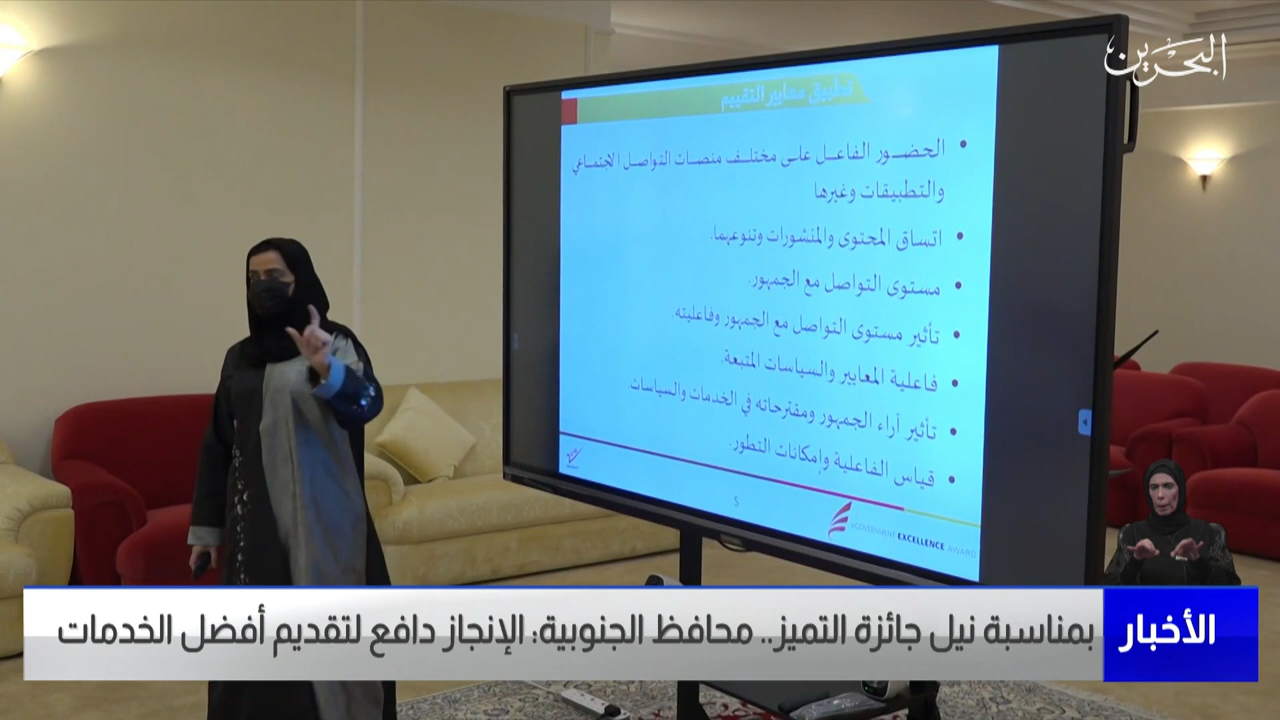 البحرين
تطبيق معايير التقييم
• الحضور الفاعل على مختلف منصات التواصل الاجتماعي
والتطبيقات وغيرها
• اتساق المحتوى والمنشورات وتنوعهما.
• مستوى التواصل مع الجمهور.
• تأثير مستوى التواصل مع الجمهور وفاعليته.
• فاعلية المعايير والسياسات المتبعة.
• تأثير آراء الجمهور ومقترحاته في الخدمات والسياسات
• قياس الفاعلية وإمكانات التطور.
5
eGOVERNMENT EXCELLENCE AWARD
الأخبار
بمناسبة نيل جائزة التميز.. محافظ الجنوبية: الإنجاز دافع لتقديم أفضل الخدمات